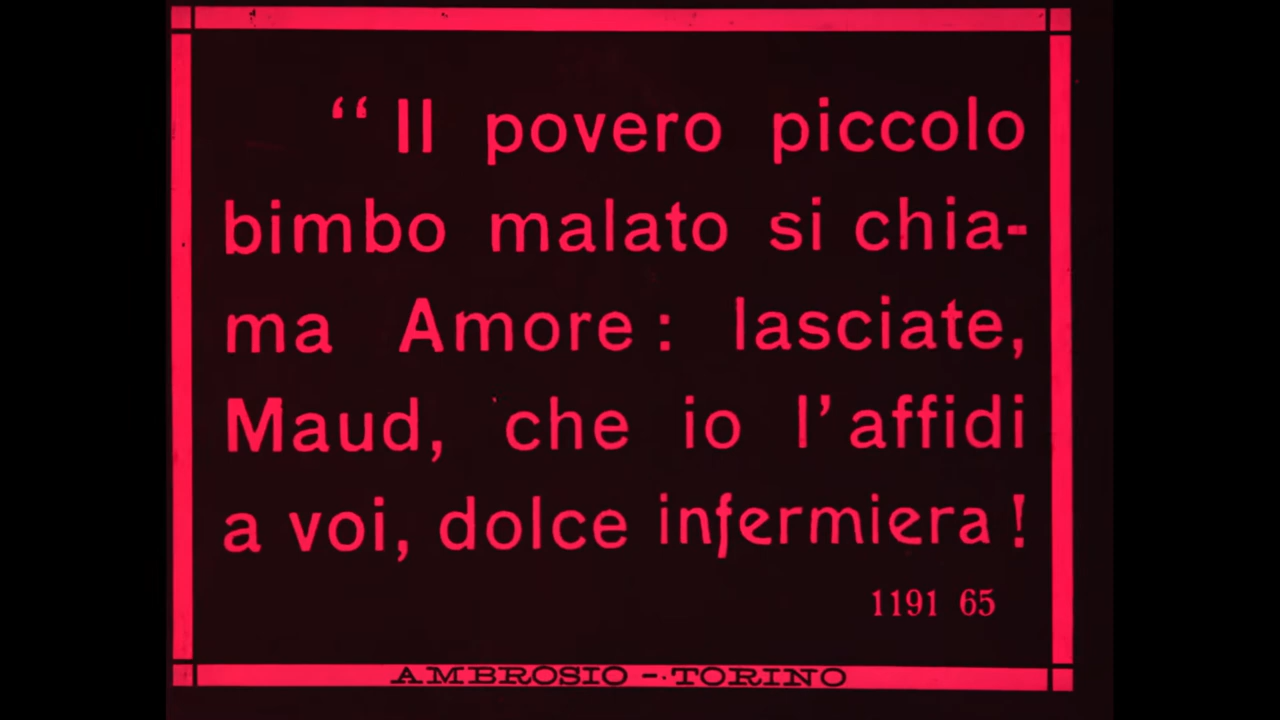 “Il povero piccolo
bimbo malato si chia-
ma Amore: lasciate,
Maud, che io l’affidi
a voi, dolce infermiera!
1191 65
AMBROSIO - TORINO